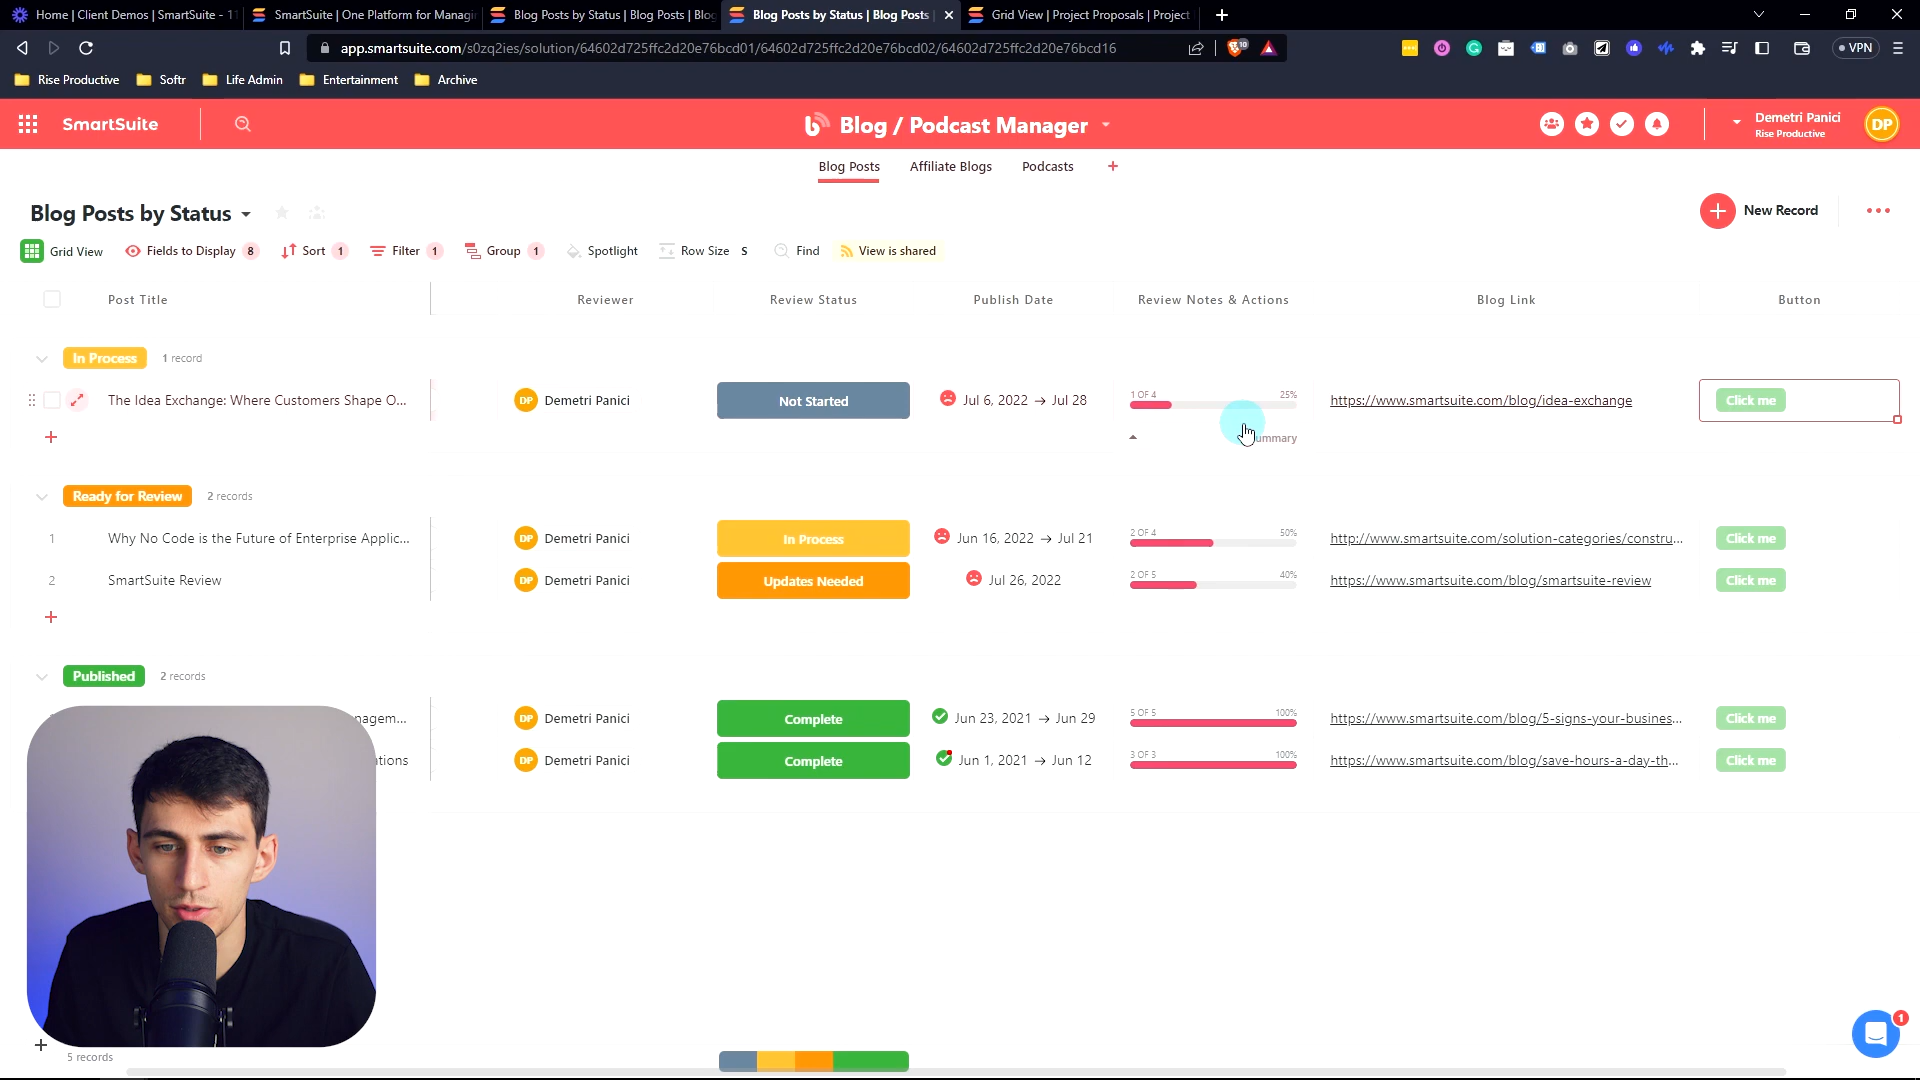 Home | Client Demos | SmartSuite - 11
SmartSuite | One Platform for Managi
Blog Posts by Status | Blog Posts | Blog
Blog Posts by Status | Blog Posts |
Grid View | Project Proposals | Project
app.smartsuite.com/s0zq2ies/solution/64602d725ffc2d20e76bcd01/64602d725ffc2d20e76bcd02/64602d725ffc2d20e76bcd16
10
VPN
Rise Productive
Softr
Life Admin
Entertainment
Archive
SmartSuite
Blog / Podcast Manager
Demetri Panici
Rise Productive
DP
Blog Posts
Affiliate Blogs
Podcasts
Blog Posts by Status
New Record
Grid View
Fields to Display 8
Sort 1
Filter 1
Group 1
Spotlight
Row Size S
Find
View is shared
Post Title
Reviewer
Review Status
Publish Date
Review Notes & Actions
Blog Link
Button
In Process 1 record
The Idea Exchange: Where Customers Shape O...
DP Demetri Panici
Not Started
Jul 6, 2022 → Jul 28
1 OF 4 25%
https://www.smartsuite.com/blog/idea-exchange
Click me
ummary
Ready for Review 2 records
1 Why No Code is the Future of Enterprise Applic...
DP Demetri Panici
In Process
Jun 16, 2022 → Jul 21
2 OF 4 50%
http://www.smartsuite.com/solution-categories/constru...
Click me
2 SmartSuite Review
DP Demetri Panici
Updates Needed
Jul 26, 2022
2 OF 5 40%
https://www.smartsuite.com/blog/smartsuite-review
Click me
Published 2 records
nagem...
DP Demetri Panici
Complete
Jun 23, 2021 → Jun 29
5 OF 5 100%
https://www.smartsuite.com/blog/5-signs-your-busines...
Click me
tions
DP Demetri Panici
Complete
Jun 1, 2021 → Jun 12
3 OF 3 100%
https://www.smartsuite.com/blog/save-hours-a-day-th...
Click me
5 records
1